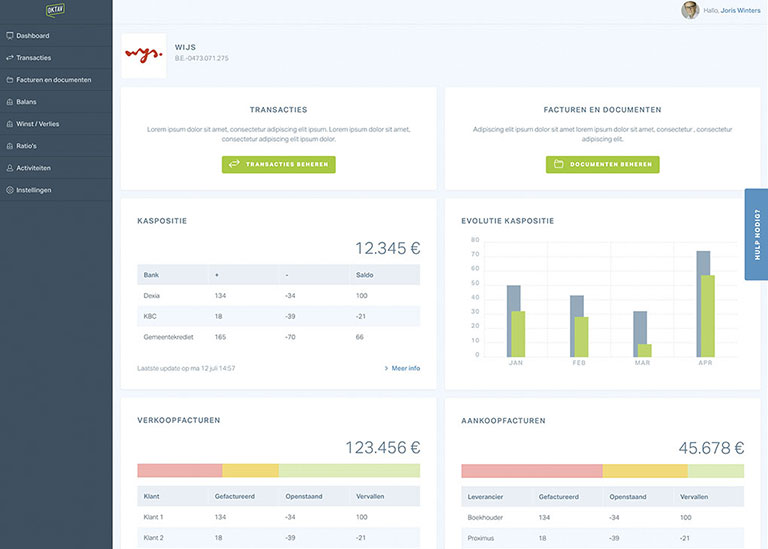 OKTAV
Hallo, Joris Winters
Dashboard
Transacties
Facturen en documenten
Balans
Winst / Verlies
Ratio's
Activiteiten
Instellingen
wijs.
WIJS
B.E.-0473.071.275
TRANSACTIES
Lorem ipsum dolor sit amet, consectetur adipiscing elit ipsum. Lorem ipsum dolor sit amet,
consectetur adipiscing elit ipsum dolor.
TRANSACTIES BEHEREN
FACTUREN EN DOCUMENTEN
Adipiscing elit ipsum dolor sit amet. Lorem ipsum dolor sit amet, consectetur , consectetur
adipiscing elit.
DOCUMENTEN BEHEREN
HULP NODIG?
KASPOSITIE
12.345 €
Bank + - Saldo
Dexia 134 -34 100
KBC 18 -39 -21
Gemeentekrediet 165 -70 66
Laatste update op ma 12 juli 14:57
> Meer info
EVOLUTIE KASPOSITIE
80
70
60
50
40
30
20
10
0
JAN FEB MAR APR
VERKOOPFACTUREN
123.456 €
Klant Gefactureerd Openstaand Vervallen
Klant 1 134 -34 100
Klant 2 18 -39 -21
AANKOOPFACTUREN
45.678 €
Leverancier Gefactureerd Openstaand Vervallen
Boekhouder 134 -34 100
Proximus 18 -39 -21